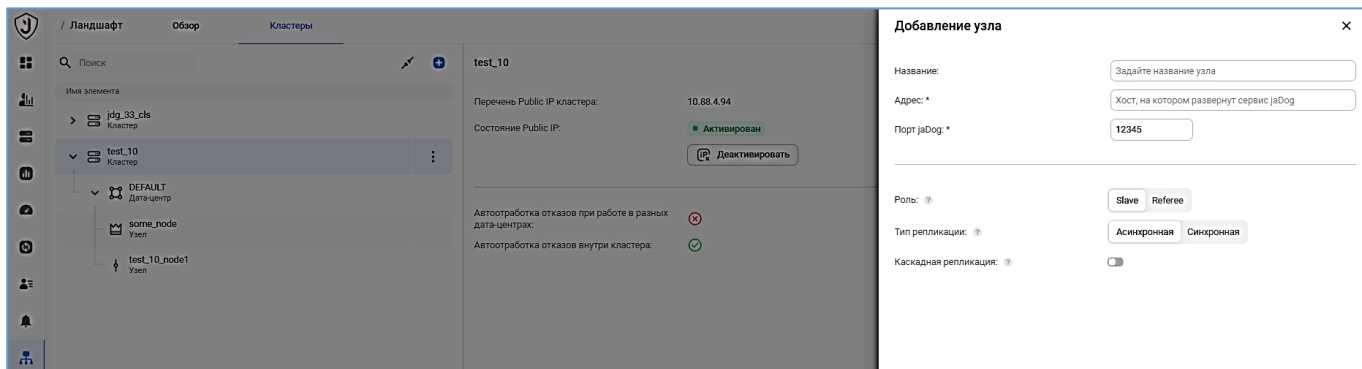 / Ландшафт
Обзор
Кластеры
Поиск
Имя элемента
jdg_33_cls
Кластер
test_10
Кластер
DEFAULT
Дата-центр
some_node
Узел
test_10_node1
Узел
test_10
Перечень Public IP кластера:
10.88.4.94
Состояние Public IP:
Активирован
Деактивировать
Автоотработка отказов при работе в разных
дата-центрах:
Автоотработка отказов внутри кластера:
Добавление узла
Название:
Задайте название узла
Адрес: *
Хост, на котором развернут сервис jaDog
Порт jaDog: *
12345
Роль: ?
Slave
Referee
Тип репликации: ?
Асинхронная
Синхронная
Каскадная репликация: ?